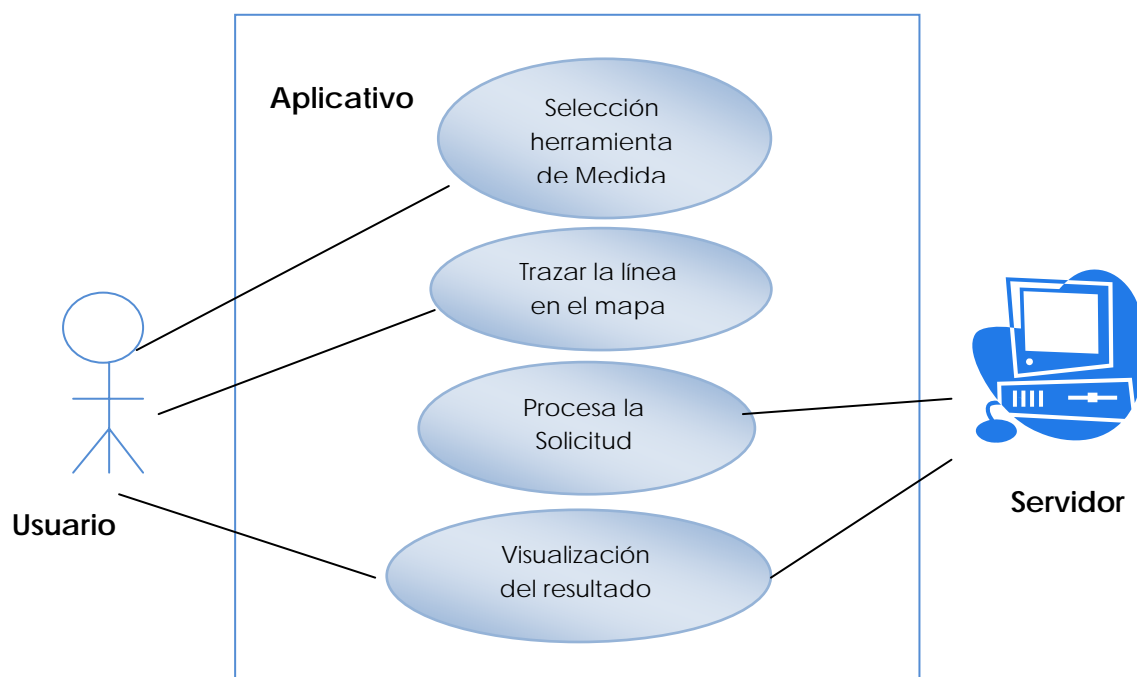 Aplicativo
Selección
herramienta
de Medida
Trazar la línea
en el mapa
Procesa la
Solicitud
Usuario
Servidor
Visualización
del resultado